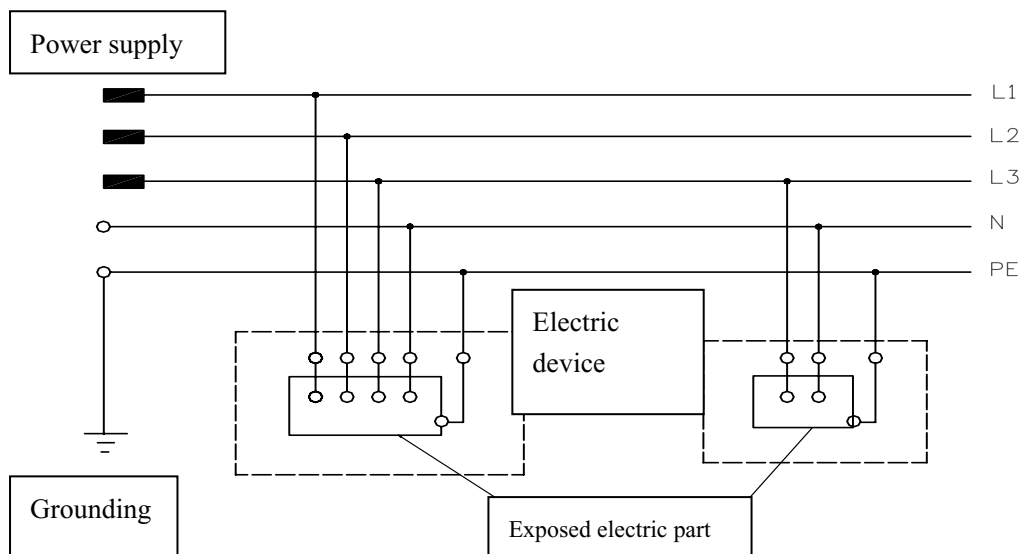 Power supply
L1
L2
L3
N
PE
Electric
device
Grounding
Exposed electric part